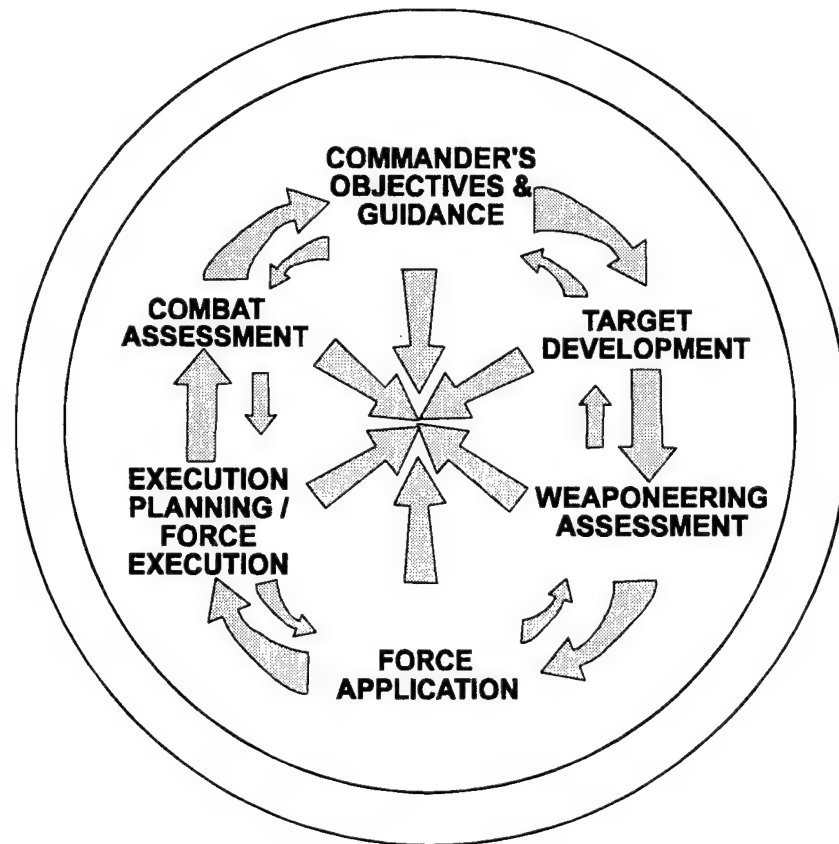 COMMANDER'S
OBJECTIVES &
GUIDANCE
COMBAT
ASSESSMENT
TARGET
DEVELOPMENT
EXECUTION
PLANNING /
FORCE
EXECUTION
WEAPONEERING
ASSESSMENT
FORCE
APPLICATION